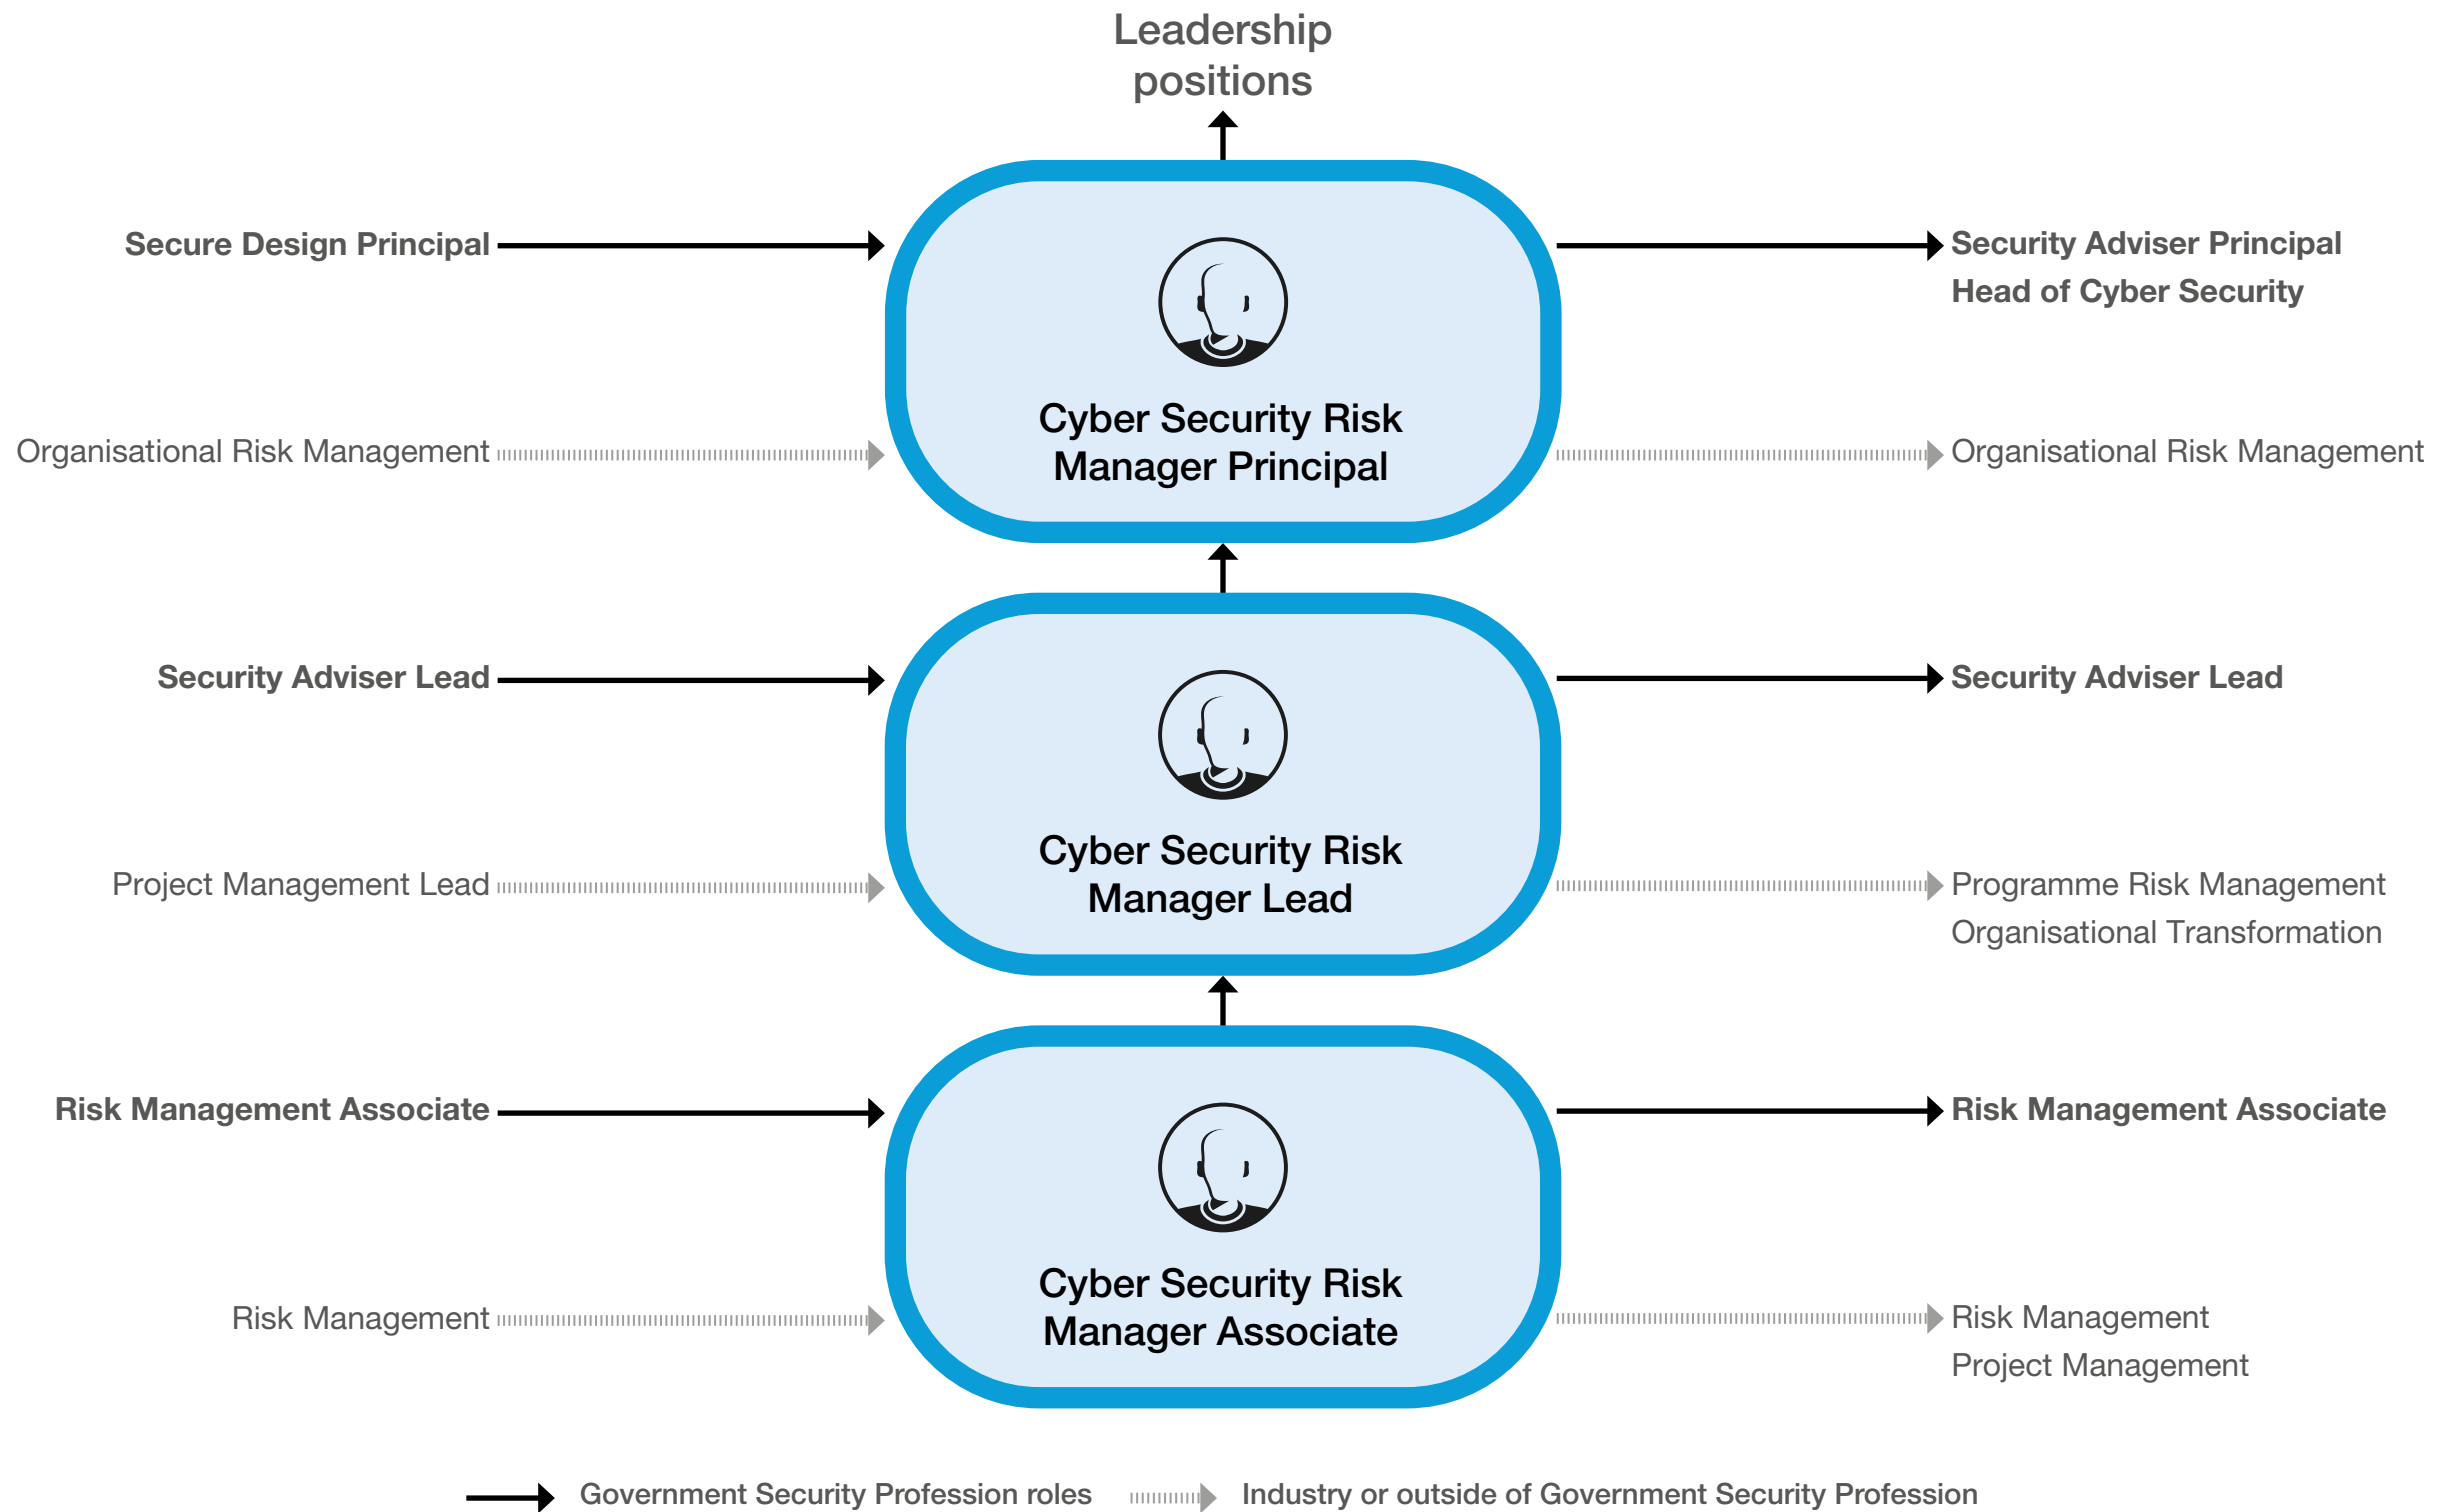 Leadership
positions
Secure Design Principal
Security Adviser Principal
Head of Cyber Security
Organisational Risk Management
Cyber Security Risk
Manager Principal
Organisational Risk Management
Security Adviser Lead
Security Adviser Lead
Project Management Lead
Cyber Security Risk
Manager Lead
Programme Risk Management
Organisational Transformation
Risk Management Associate
Risk Management Associate
Risk Management
Cyber Security Risk
Manager Associate
Risk Management
Project Management
Government Security Profession roles
Industry or outside of Government Security Profession